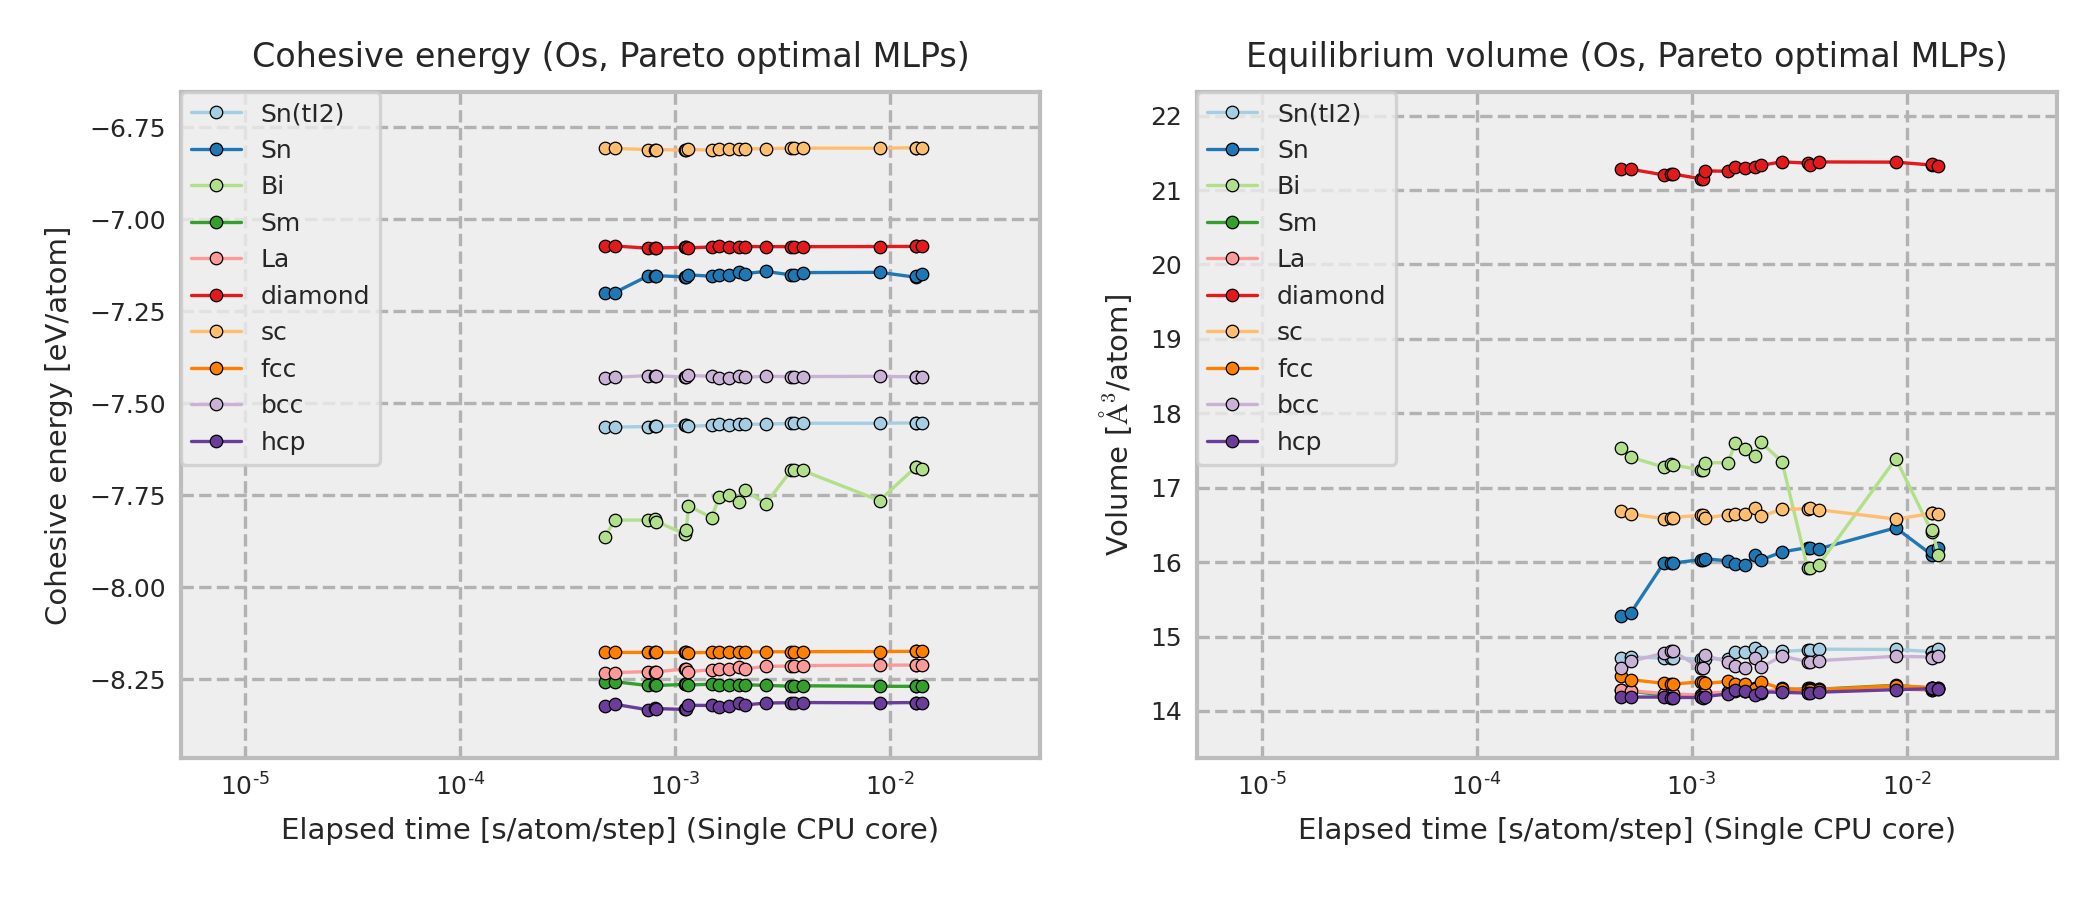 Cohesive energy (Os, Pareto optimal MLPs)
−6.75
−7.00
−7.25
−7.50
−7.75
−8.00
−8.25
Cohesive energy [eV/atom]
Sn(tI2)
Sn
Bi
Sm
La
diamond
sc
fcc
bcc
hcp
10-5 10-4 10-3 10-2
Elapsed time [s/atom/step] (Single CPU core)
Equilibrium volume (Os, Pareto optimal MLPs)
22
21
20
19
18
17
16
15
14
Volume [Å3/atom]
Sn(tI2)
Sn
Bi
Sm
La
diamond
sc
fcc
bcc
hcp
10-5 10-4 10-3 10-2
Elapsed time [s/atom/step] (Single CPU core)